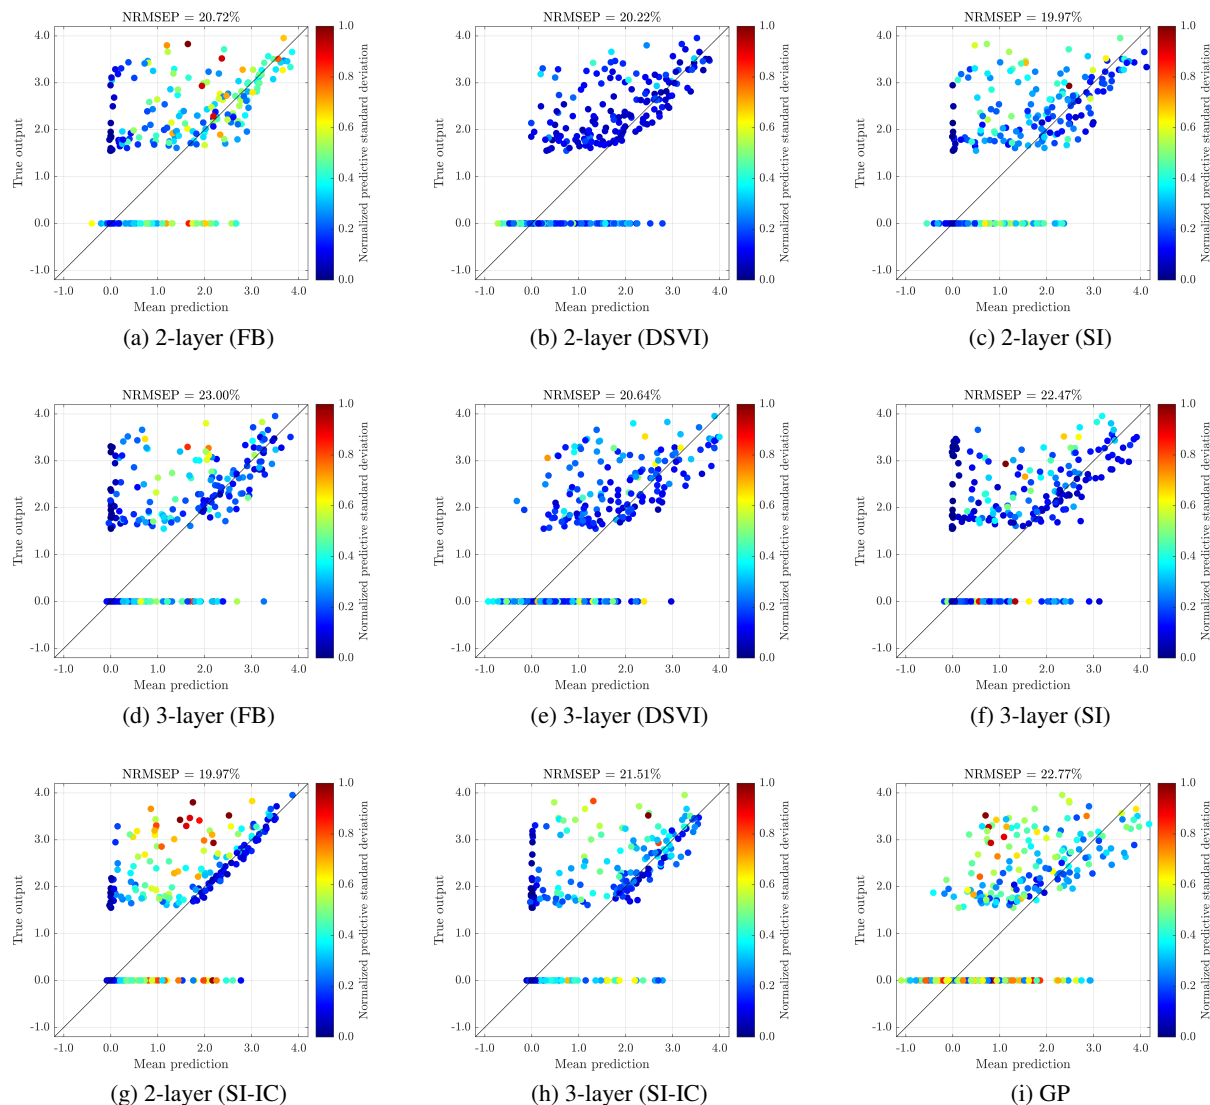 NRMSEP = 20.72%
4.0
3.0
2.0
1.0
0.0
-1.0
-1.0 0.0 1.0 2.0 3.0 4.0
True output
Mean prediction
1.0
0.8
0.6
0.4
0.2
0.0
Normalized predictive standard deviation
(a) 2-layer (FB)
NRMSEP = 20.22%
4.0
3.0
2.0
1.0
0.0
-1.0
-1.0 0.0 1.0 2.0 3.0 4.0
True output
Mean prediction
1.0
0.8
0.6
0.4
0.2
0.0
Normalized predictive standard deviation
(b) 2-layer (DSVI)
NRMSEP = 19.97%
4.0
3.0
2.0
1.0
0.0
-1.0
-1.0 0.0 1.0 2.0 3.0 4.0
True output
Mean prediction
1.0
0.8
0.6
0.4
0.2
0.0
Normalized predictive standard deviation
(c) 2-layer (SI)
NRMSEP = 23.00%
4.0
3.0
2.0
1.0
0.0
-1.0
-1.0 0.0 1.0 2.0 3.0 4.0
True output
Mean prediction
1.0
0.8
0.6
0.4
0.2
0.0
Normalized predictive standard deviation
(d) 3-layer (FB)
NRMSEP = 20.64%
4.0
3.0
2.0
1.0
0.0
-1.0
-1.0 0.0 1.0 2.0 3.0 4.0
True output
Mean prediction
1.0
0.8
0.6
0.4
0.2
0.0
Normalized predictive standard deviation
(e) 3-layer (DSVI)
NRMSEP = 22.47%
4.0
3.0
2.0
1.0
0.0
-1.0
-1.0 0.0 1.0 2.0 3.0 4.0
True output
Mean prediction
1.0
0.8
0.6
0.4
0.2
0.0
Normalized predictive standard deviation
(f) 3-layer (SI)
NRMSEP = 19.97%
4.0
3.0
2.0
1.0
0.0
-1.0
-1.0 0.0 1.0 2.0 3.0 4.0
True output
Mean prediction
1.0
0.8
0.6
0.4
0.2
0.0
Normalized predictive standard deviation
(g) 2-layer (SI-IC)
NRMSEP = 21.51%
4.0
3.0
2.0
1.0
0.0
-1.0
-1.0 0.0 1.0 2.0 3.0 4.0
True output
Mean prediction
1.0
0.8
0.6
0.4
0.2
0.0
Normalized predictive standard deviation
(h) 3-layer (SI-IC)
NRMSEP = 22.77%
4.0
3.0
2.0
1.0
0.0
-1.0
-1.0 0.0 1.0 2.0 3.0 4.0
True output
Mean prediction
1.0
0.8
0.6
0.4
0.2
0.0
Normalized predictive standard deviation
(i) GP